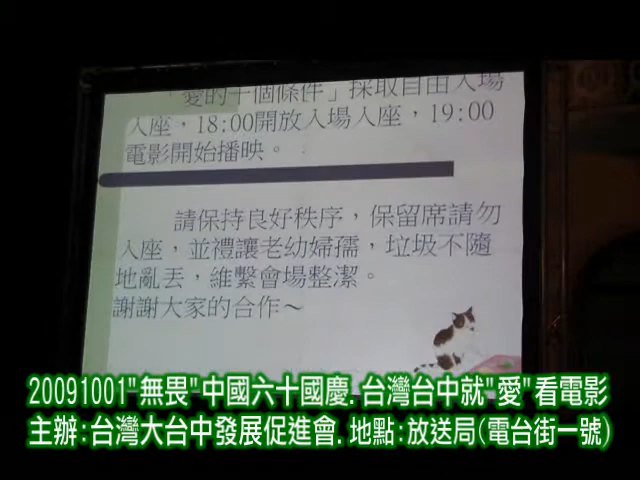 「愛的十個條件」採取自由入場
入座，18:00開放入場入座，19:00
電影開始播映。
請保持良好秩序，保留席請勿
入座，並禮讓老幼婦孺，垃圾不隨
地亂丟，維繫會場整潔。
謝謝大家的合作～
20091001"無畏"中國六十國慶.台灣台中就"愛"看電影
主辦:台灣大台中發展促進會.地點:放送局(電台街一號)